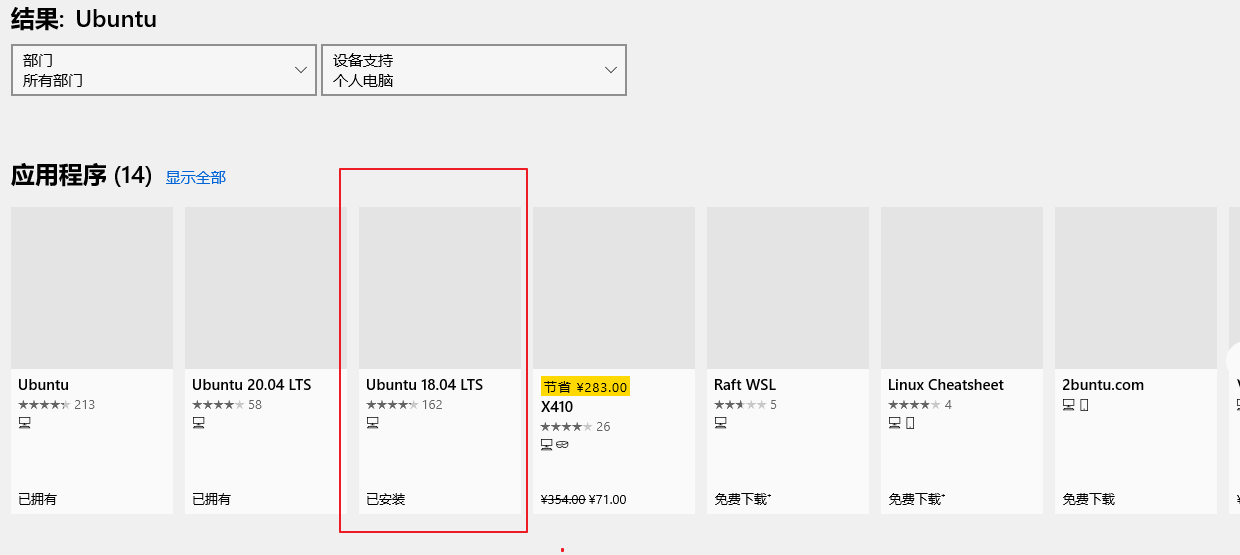 结果: Ubuntu
部门
所有部门
设备支持
个人电脑
应用程序 (14) 显示全部
Ubuntu
213
已拥有
Ubuntu 20.04 LTS
58
已拥有
Ubuntu 18.04 LTS
162
已安装
节省 ¥283.00
X410
26
¥354.00 ¥71.00
Raft WSL
5
免费下载+
Linux Cheatsheet
4
免费下载+
2buntu.com
免费下载